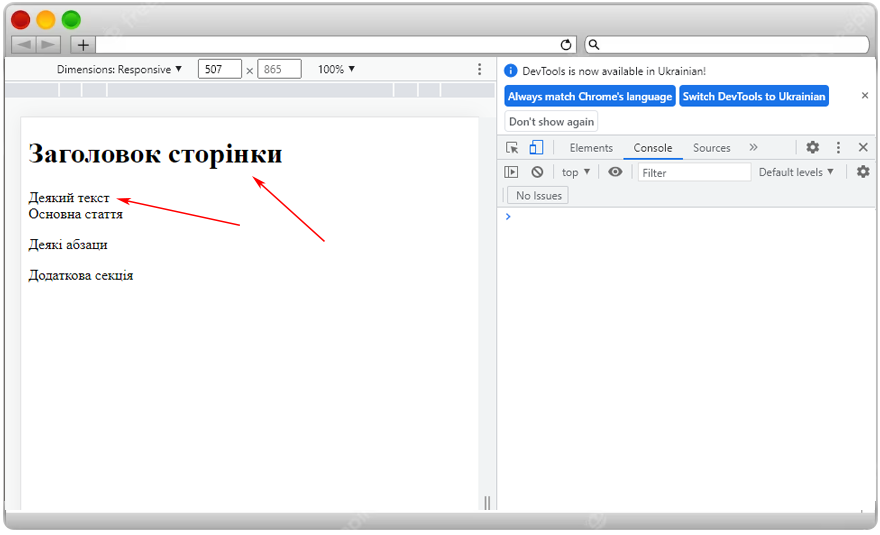 Dimensions: Responsive ▼ 507 × 865 100% ▼
DevTools is now available in Ukrainian!
Always match Chrome's language Switch DevTools to Ukrainian
Don't show again
Elements Console Sources »
top ▼ Filter Default levels ▼
No Issues
Заголовок сторінки
Деякий текст
Основна стаття
Деякі абзаци
Додаткова секція